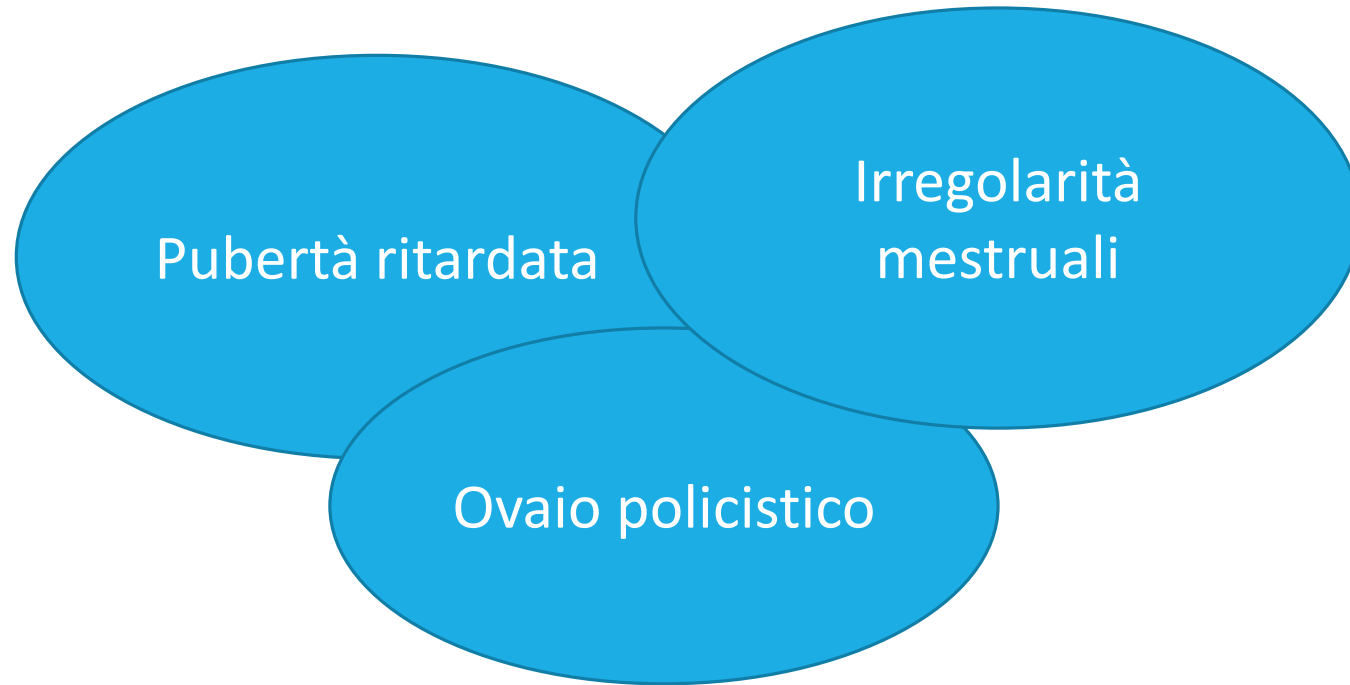 Pubertà ritardata
Irregolarità
mestruali
Ovaio policistico